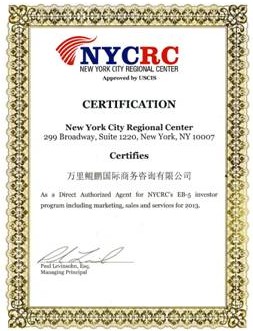 NYCRC
NEW YORK CITY REGIONAL CENTER
Approved by USCIS
CERTIFICATION
New York City Regional Center
299 Broadway, Suite 1220, New York, NY 10007
Certifies
万里鲲鹏国际商务咨询有限公司
As a Direct Authorized Agent for NYCRC's EB-5 investor
program including marketing, sales and services for 2013.
Paul Levinsohn, Esq.
Managing Principal